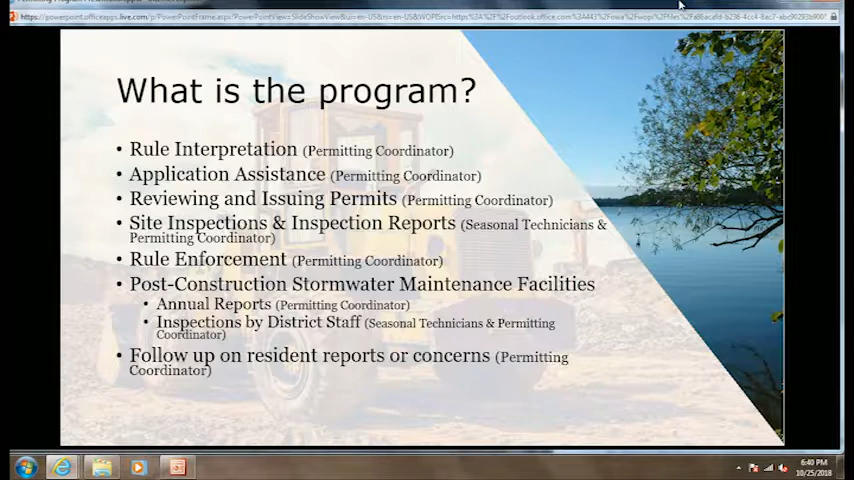 What is the program?
• Rule Interpretation (Permitting Coordinator)
• Application Assistance (Permitting Coordinator)
• Reviewing and Issuing Permits (Permitting Coordinator)
• Site Inspections & Inspection Reports (Seasonal Technicians &
Permitting Coordinator)
• Rule Enforcement (Permitting Coordinator)
• Post-Construction Stormwater Maintenance Facilities
• Annual Reports (Permitting Coordinator)
• Inspections by District Staff (Seasonal Technicians & Permitting
Coordinator)
• Follow up on resident reports or concerns (Permitting
Coordinator)
6:40 PM
10/25/2018